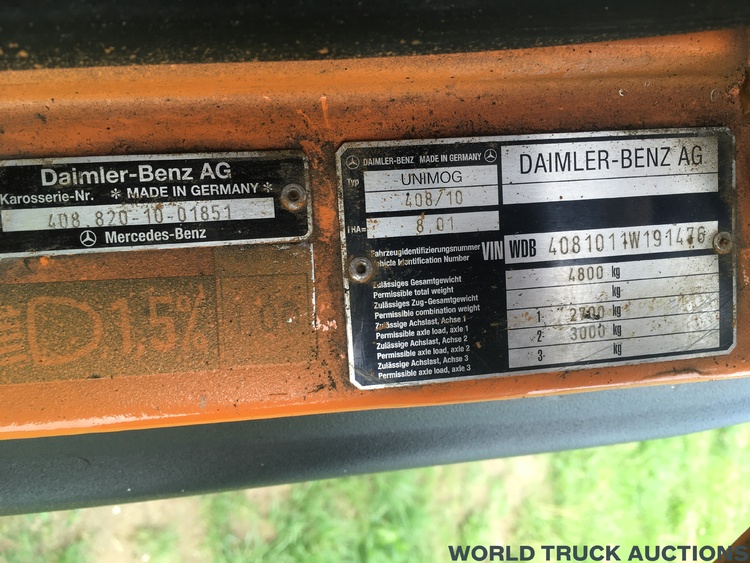 Daimler-Benz AG
Karosserie-Nr. * MADE IN GERMANY *
408 820-10-01851
Mercedes-Benz
DAIMLER-BENZ MADE IN GERMANY
Typ UNIMOG
408/10
iHA= 8.01
DAIMLER-BENZ AG
Fahrzeugidentifizierungsnummer
Vehicle Identification Number
VIN WDB 4081011W191476
Zulässiges Gesamtgewicht
Permissible total weight
4800 kg
Zulässiges Zug-Gesamtgewicht
Permissible combination weight
kg
Zulässige Achslast, Achse 1
Permissible axle load, axle 1
1. 2700 kg
Zulässige Achslast, Achse 2
Permissible axle load, axle 2
2. 3000 kg
Zulässige Achslast, Achse 3
Permissible axle load, axle 3
3. kg
WORLD TRUCK AUCTIONS